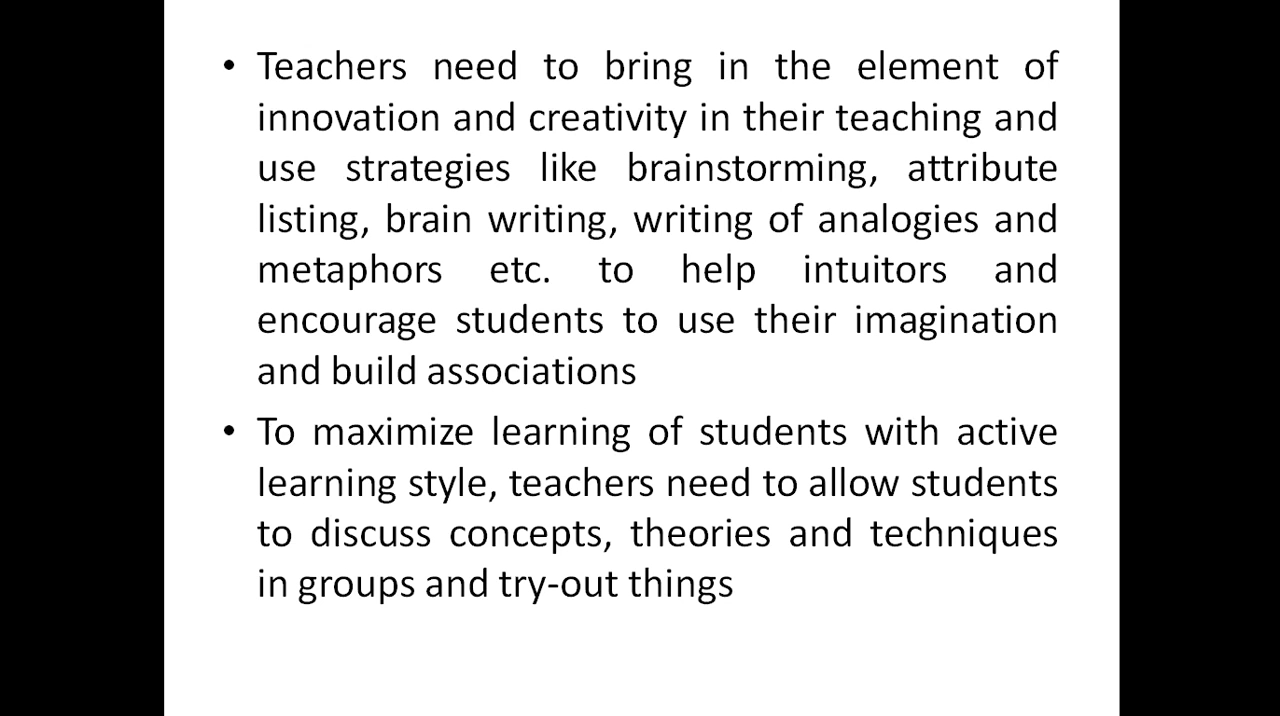 • Teachers need to bring in the element of
innovation and creativity in their teaching and
use strategies like brainstorming, attribute
listing, brain writing, writing of analogies and
metaphors etc. to help intuitors and
encourage students to use their imagination
and build associations
• To maximize learning of students with active
learning style, teachers need to allow students
to discuss concepts, theories and techniques
in groups and try-out things